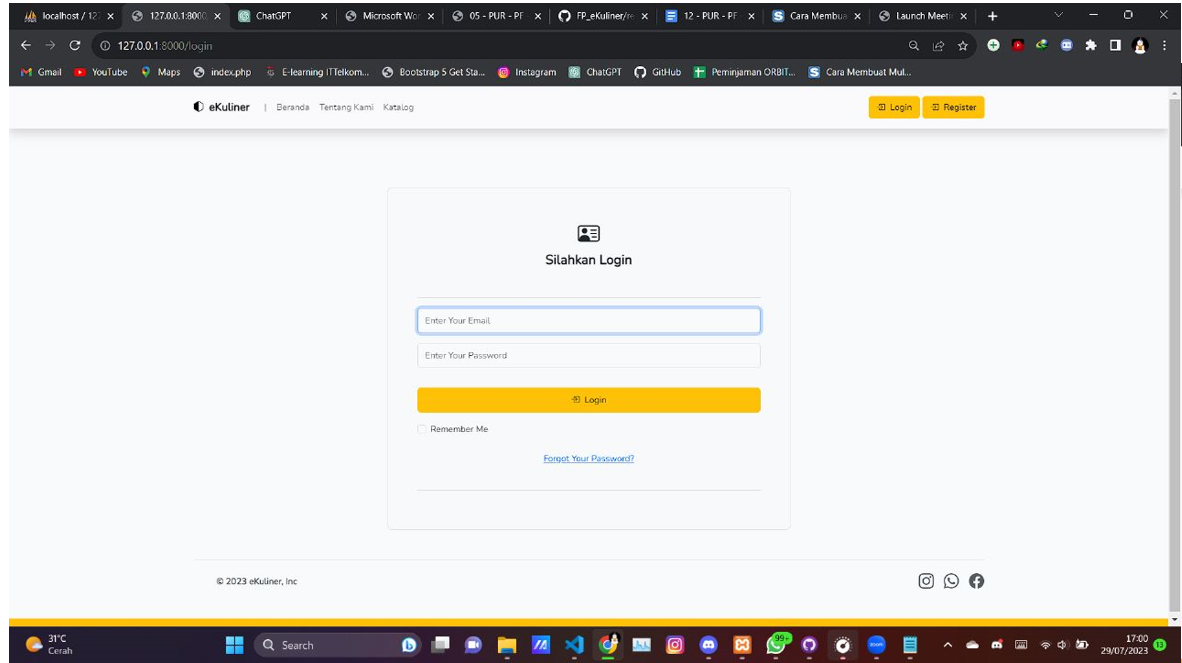 localhost / 127
127.0.0.1:8000
ChatGPT
Microsoft Wor
05 - PUR - PF
FP_eKuliner/re
12 - PUR - PF
Cara Membua
Launch Meeti
127.0.0.1:8000/login
Gmail YouTube Maps index.php E-learning ITTelkom... Bootstrap 5 Get Sta... Instagram ChatGPT GitHub Peminjaman ORBIT... Cara Membuat Mul...
eKuliner | Beranda Tentang Kami Katalog Login Register
Silahkan Login
Enter Your Email
Enter Your Password
Login
Remember Me
Forgot Your Password?
© 2023 eKuliner, Inc
31°C
Cerah
Search
zoom
99+
17:00
29/07/2023
13